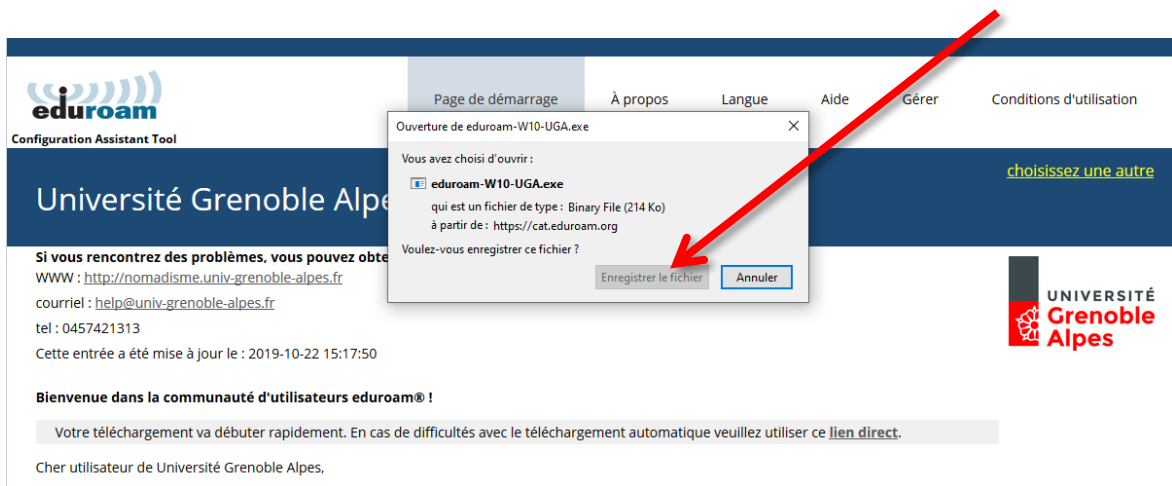 eduroam
Configuration Assistant Tool
Page de démarrage
À propos
Langue
Aide
Gérer
Conditions d'utilisation
choisissez une autre
Université Grenoble Alpe
Ouverture de eduroam-W10-UGA.exe
Vous avez choisi d'ouvrir :
eduroam-W10-UGA.exe
qui est un fichier de type : Binary File (214 Ko)
à partir de : https://cat.eduroam.org
Voulez-vous enregistrer ce fichier ?
Enregistrer le fichier
Annuler
Si vous rencontrez des problèmes, vous pouvez obte
WWW : http://nomadisme.univ-grenoble-alpes.fr
courriel : help@univ-grenoble-alpes.fr
tel : 0457421313
Cette entrée a été mise à jour le : 2019-10-22 15:17:50
UNIVERSITÉ
Grenoble
Alpes
Bienvenue dans la communauté d'utilisateurs eduroam® !
Votre téléchargement va débuter rapidement. En cas de difficultés avec le téléchargement automatique veuillez utiliser ce lien direct.
Cher utilisateur de Université Grenoble Alpes,